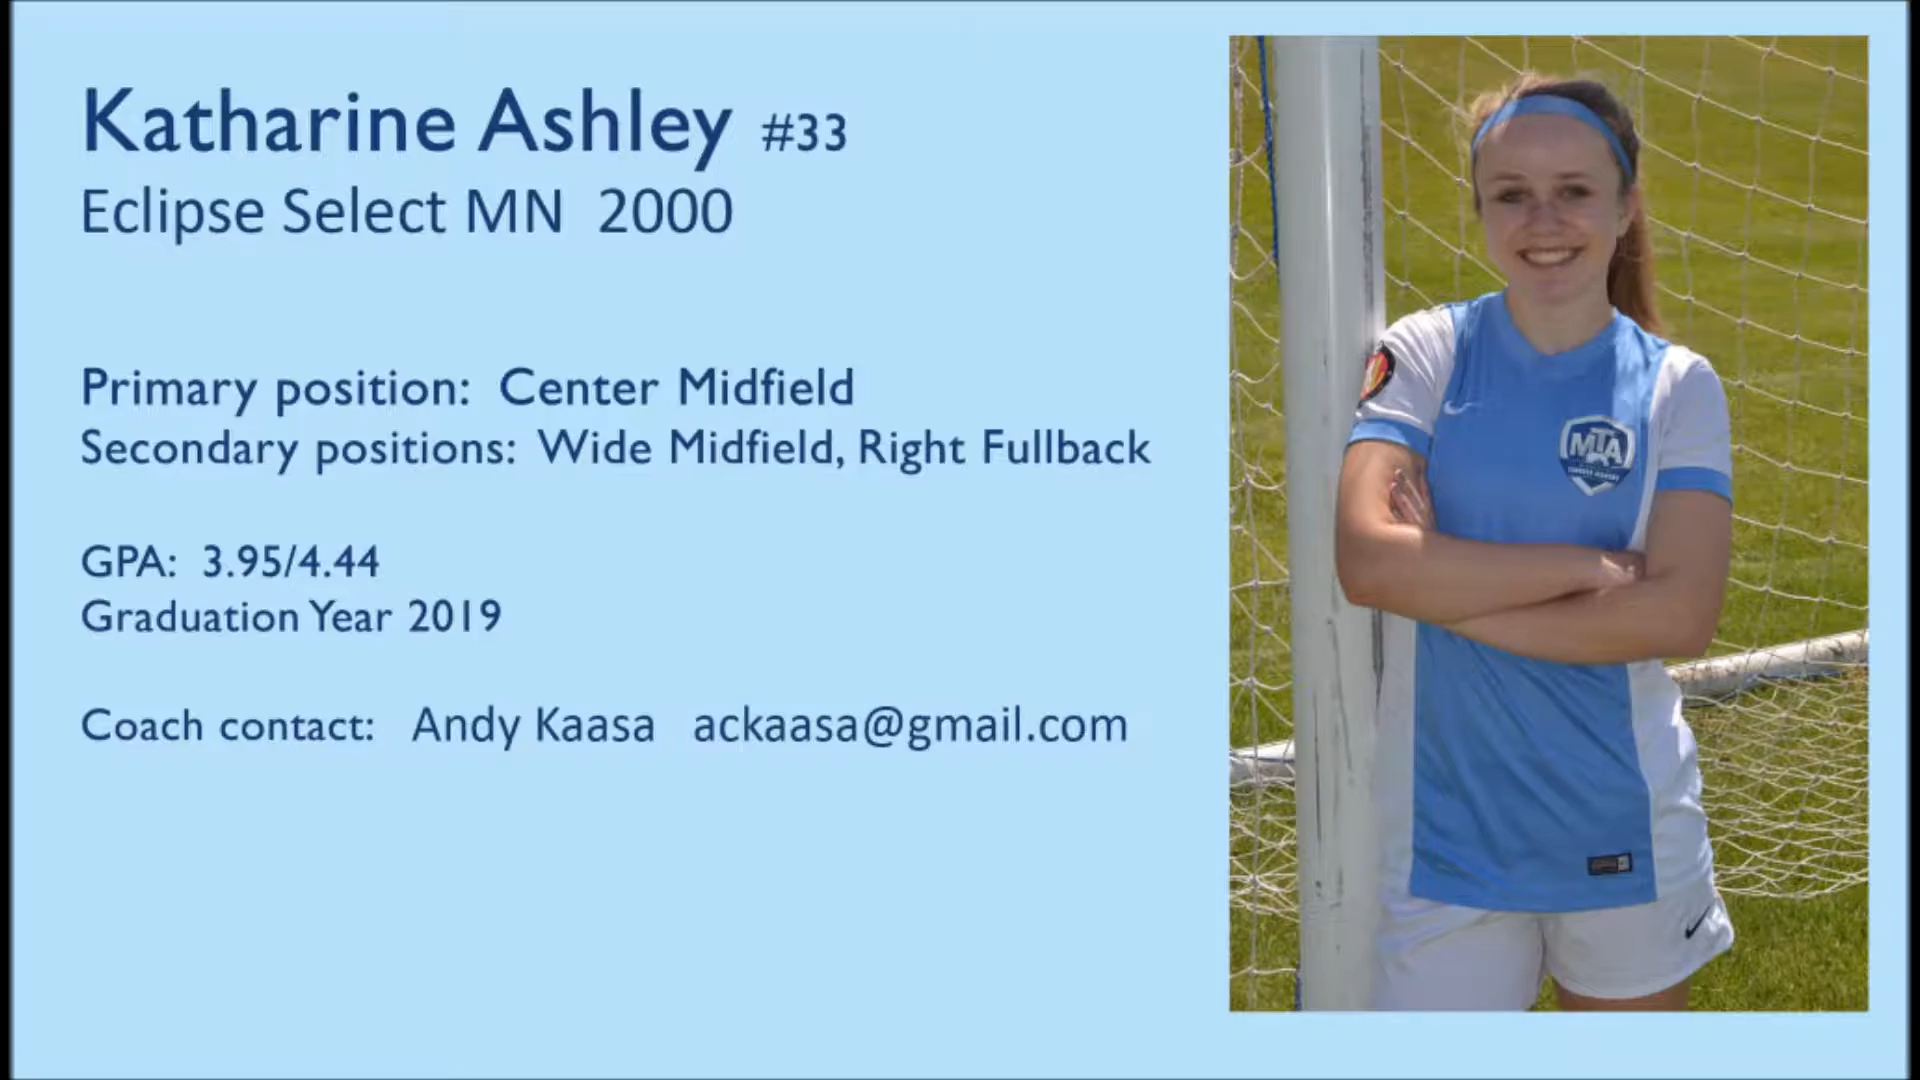 Katharine Ashley #33
Eclipse Select MN 2000
Primary position: Center Midfield
Secondary positions: Wide Midfield, Right Fullback
GPA: 3.95/4.44
Graduation Year 2019
Coach contact: Andy Kaasa ackaasa@gmail.com
MTA